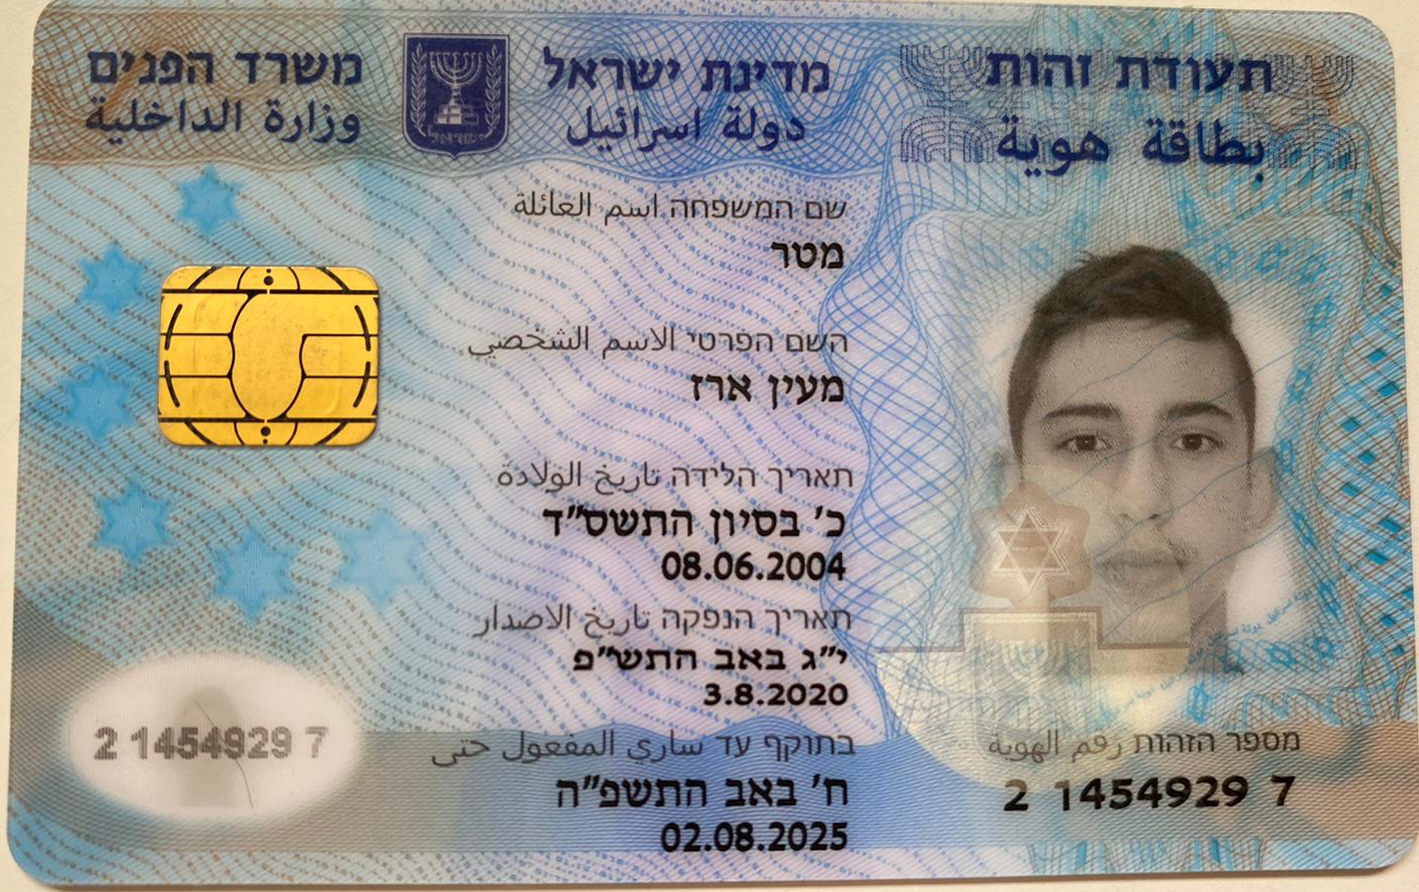 תעודת זהות
بطاقة هوية
מדינת ישראל
دولة اسرائيل
משרד הפנים
وزارة الداخلية
שם המשפחה اسم العائلة
מטר
השם הפרטי الاسم الشخصي
מעין ארז
תאריך הלידה تاريخ الولادة
כ' בסיון התשס"ד
08.06.2004
תאריך הנפקה تاريخ الاصدار
י"ג באב התש"פ
3.8.2020
בתוקף עד ساري المفعول حتى
ח' באב התשפ"ה
02.08.2025
מספר הזהות رقم الهوية
2 1454929 7
2 1454929 7